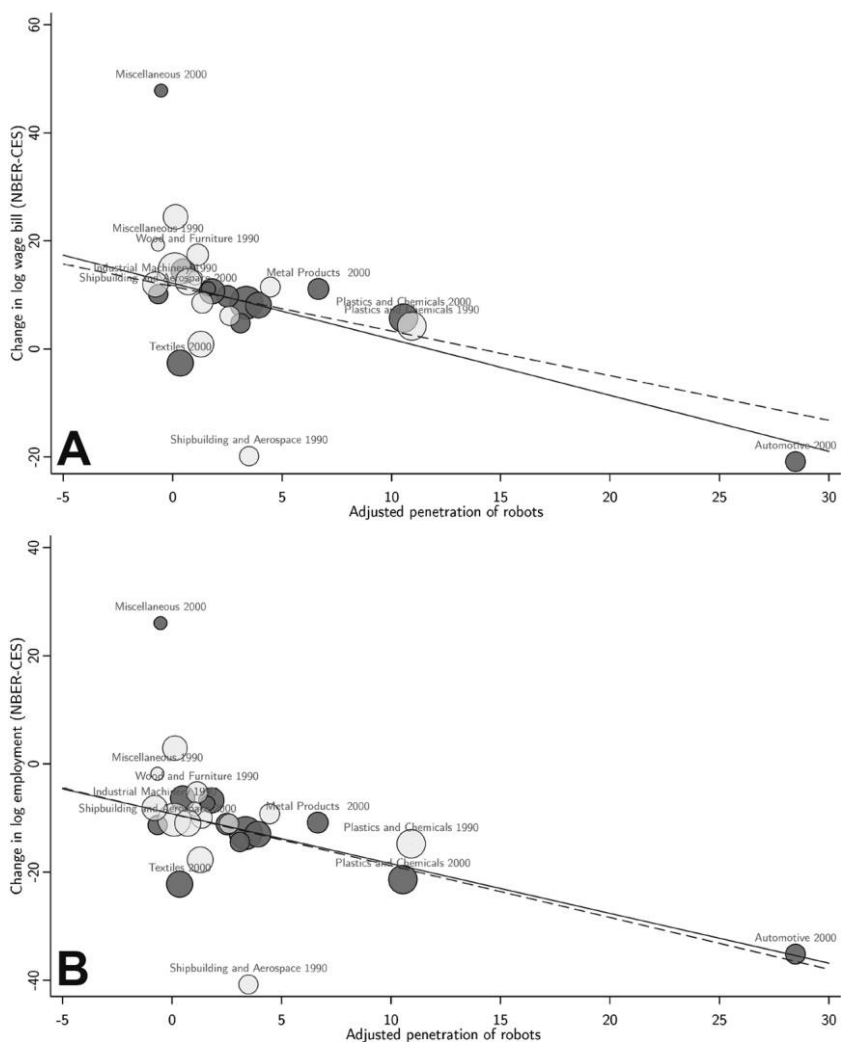 60
40
20
0
-20
Change in log wage bill (NBER-CES)
Miscellaneous 2000
Miscellaneous 1990
Wood and Furniture 1990
Industrial Machinery 1990
Shipbuilding and Aerospace 2000
Metal Products 2000
Plastics and Chemicals 2000
Plastics and Chemicals 1990
Textiles 2000
Shipbuilding and Aerospace 1990
Automotive 2000
A
-5 0 5 10 15 20 25 30
Adjusted penetration of robots
40
20
0
-20
-40
Change in log employment (NBER-CES)
Miscellaneous 2000
Miscellaneous 1990
Wood and Furniture 1990
Industrial Machinery 1990
Shipbuilding and Aerospace 2000
Metal Products 2000
Plastics and Chemicals 1990
Plastics and Chemicals 2000
Textiles 2000
Automotive 2000
Shipbuilding and Aerospace 1990
B
-5 0 5 10 15 20 25 30
Adjusted penetration of robots